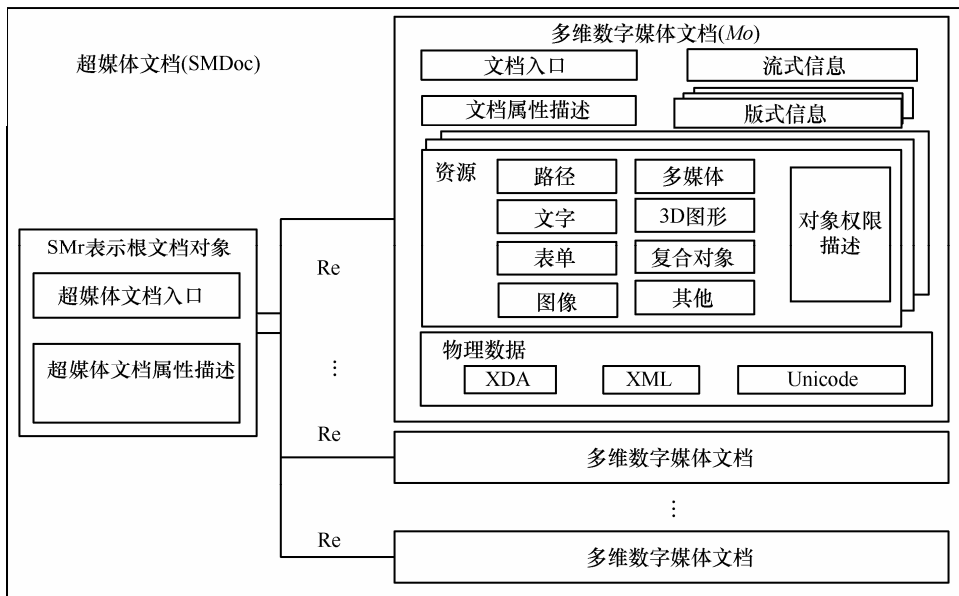 超媒体文档(SMDoc)
SMr表示根文档对象
超媒体文档入口
超媒体文档属性描述
Re
⋮
Re
Re
多维数字媒体文档(Mo)
文档入口
流式信息
文档属性描述
版式信息
资源
路径
多媒体
文字
3D图形
表单
复合对象
图像
其他
对象权限
描述
物理数据
XDA
XML
Unicode
多维数字媒体文档
⋮
多维数字媒体文档